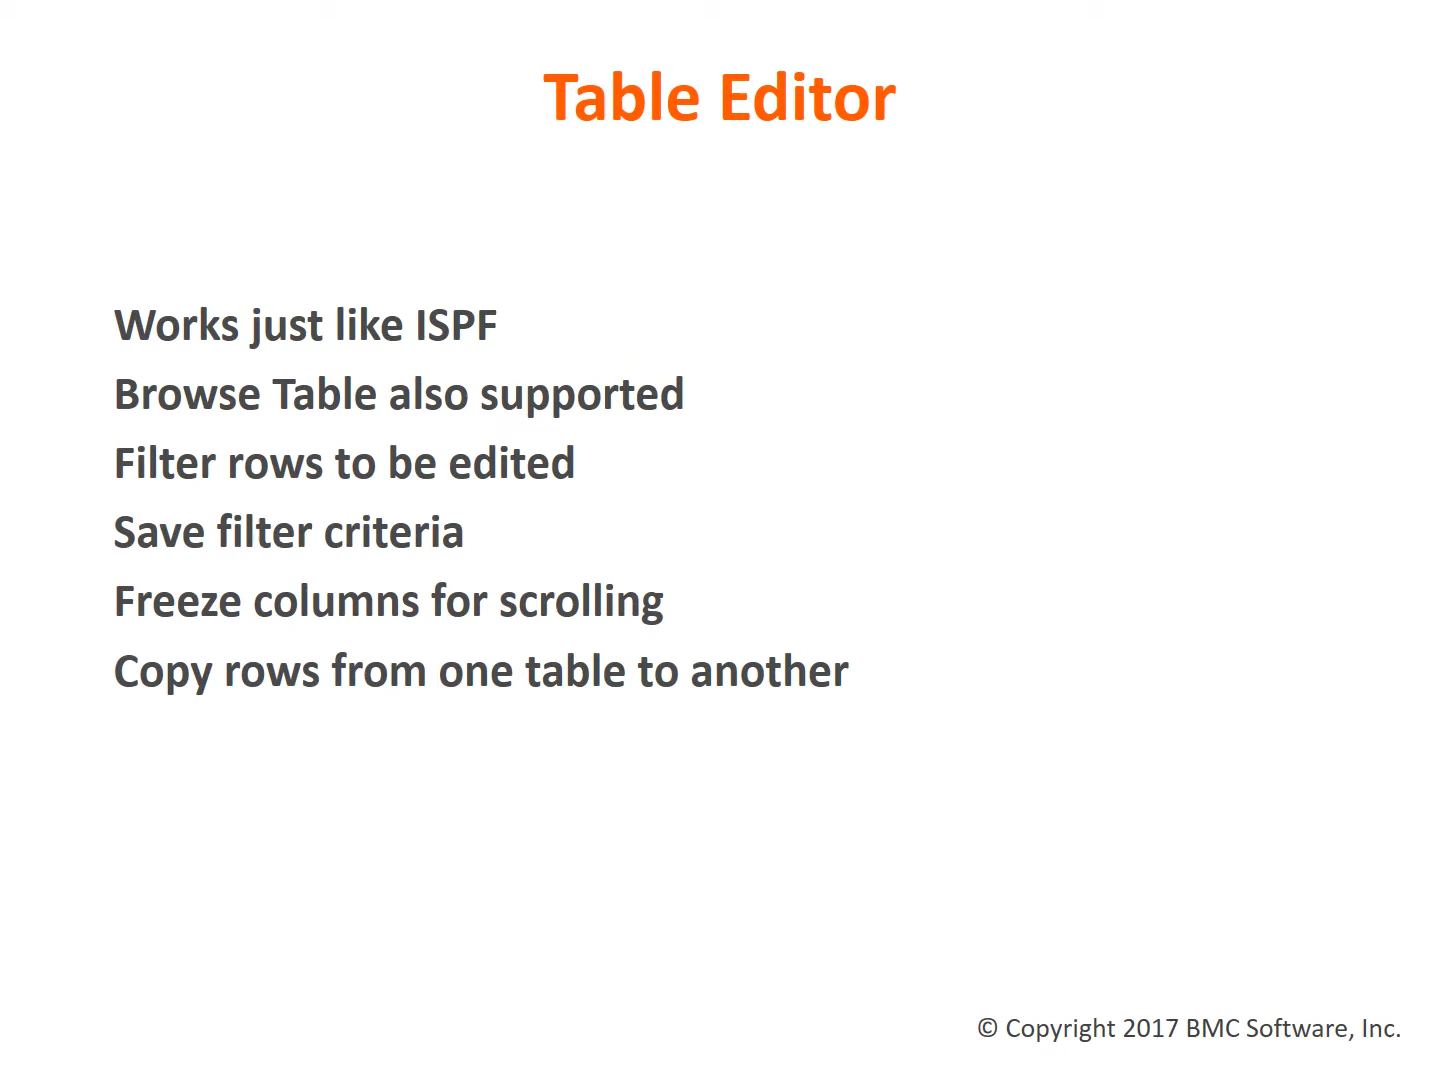 Table Editor
Works just like ISPF
Browse Table also supported
Filter rows to be edited
Save filter criteria
Freeze columns for scrolling
Copy rows from one table to another
© Copyright 2017 BMC Software, Inc.